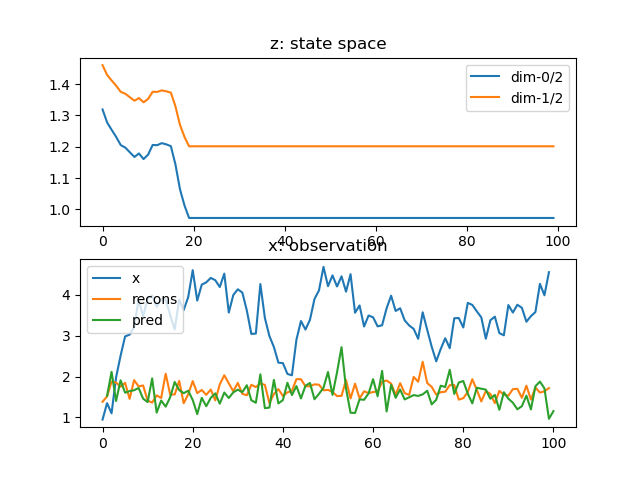 z: state space
1.4
1.3
1.2
1.1
1.0
dim-0/2
dim-1/2
0 20 40 60 80 100
x: observation
4
3
2
1
x
recons
pred
0 20 40 60 80 100